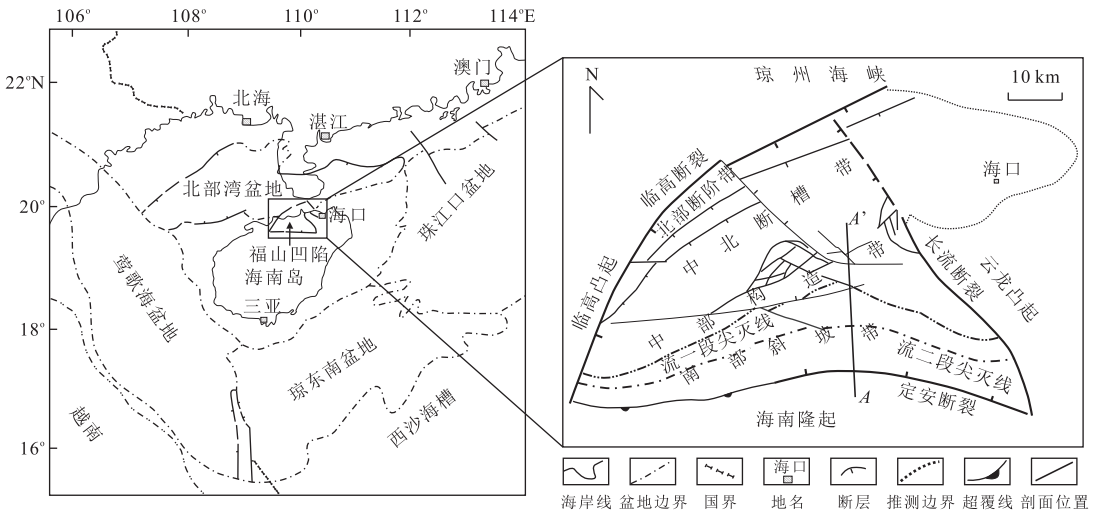 106° 108° 110° 112° 114°E
22°N
20°
18°
16°
澳门
北海
湛江
北部湾盆地
海口
福山凹陷
海南岛
三亚
珠江口盆地
莺歌海盆地
琼东南盆地
西沙海槽
越南
N
琼州海峡
10 km
海口
临高断裂
北部断阶带
中北断槽带
A'
临高凸起
中部构造带
长流断裂
云龙凸起
流二段尖灭线
南部斜坡带
流二段尖灭线
A
定安断裂
海南隆起
海口
海岸线 盆地边界 国界 地名 断层 推测边界 超覆线 剖面位置